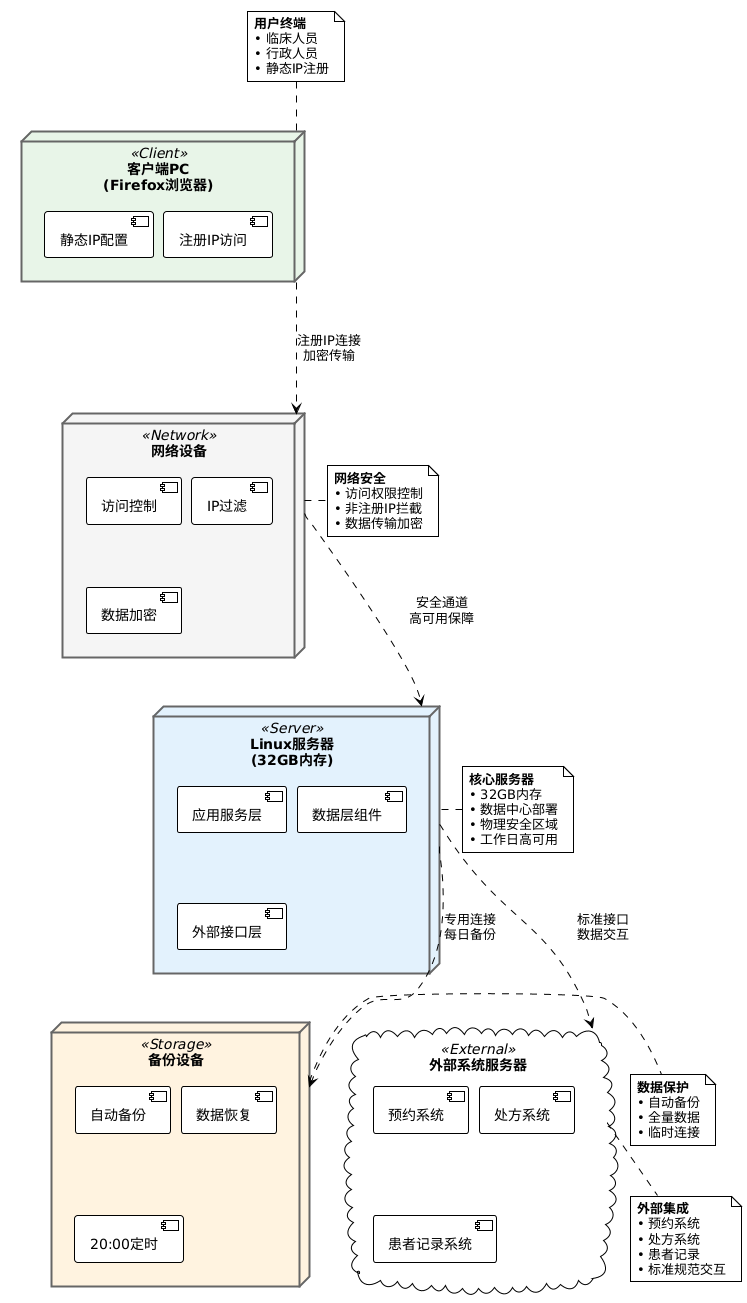 用户终端
• 临床人员
• 行政人员
• 静态IP注册
«Client»
客户端PC
(Firefox浏览器)
静态IP配置
注册IP访问
注册IP连接
加密传输
«Network»
网络设备
访问控制
IP过滤
数据加密
网络安全
• 访问权限控制
• 非注册IP拦截
• 数据传输加密
安全通道
高可用保障
«Server»
Linux服务器
(32GB内存)
应用服务层
数据层组件
外部接口层
核心服务器
• 32GB内存
• 数据中心部署
• 物理安全区域
• 工作日高可用
专用连接
每日备份
标准接口
数据交互
«Storage»
备份设备
自动备份
数据恢复
20:00定时
«External»
外部系统服务器
预约系统
处方系统
患者记录系统
数据保护
• 自动备份
• 全量数据
• 临时连接
外部集成
• 预约系统
• 处方系统
• 患者记录
• 标准规范交互